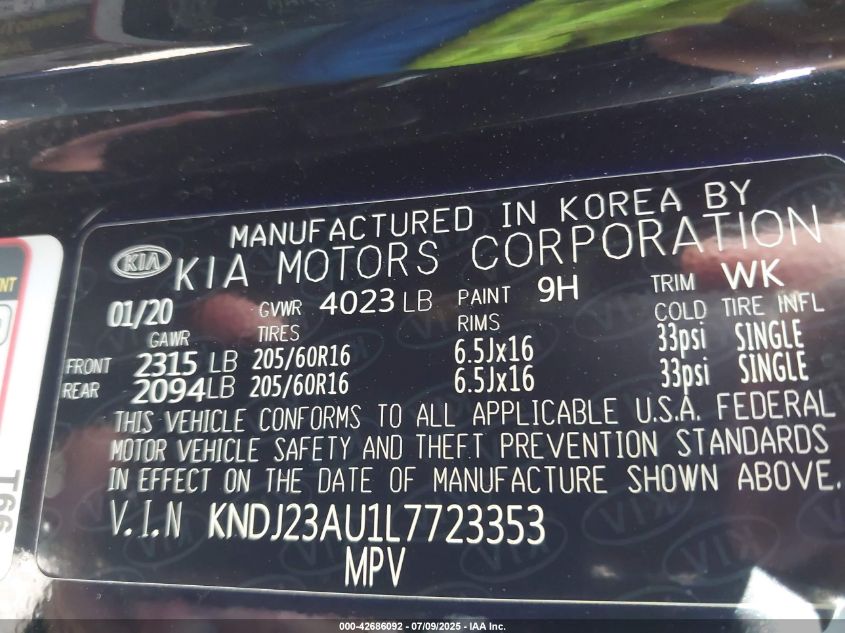 MANUFACTURED IN KOREA BY
KIA KIA MOTORS CORPORATION
01/20 GVWR 4023 LB PAINT 9H TRIM WK
GAWR TIRES RIMS COLD TIRE INFL
FRONT 2315 LB 205/60R16 6.5Jx16 33psi SINGLE
REAR 2094 LB 205/60R16 6.5Jx16 33psi SINGLE
THIS VEHICLE CONFORMS TO ALL APPLICABLE U.S.A. FEDERAL
MOTOR VEHICLE SAFETY AND THEFT PREVENTION STANDARDS
IN EFFECT ON THE DATE OF MANUFACTURE SHOWN ABOVE.
V.I.N KNDJ23AU1L7723353
MPV
000-42686092 - 07/09/2025 - IAA Inc.